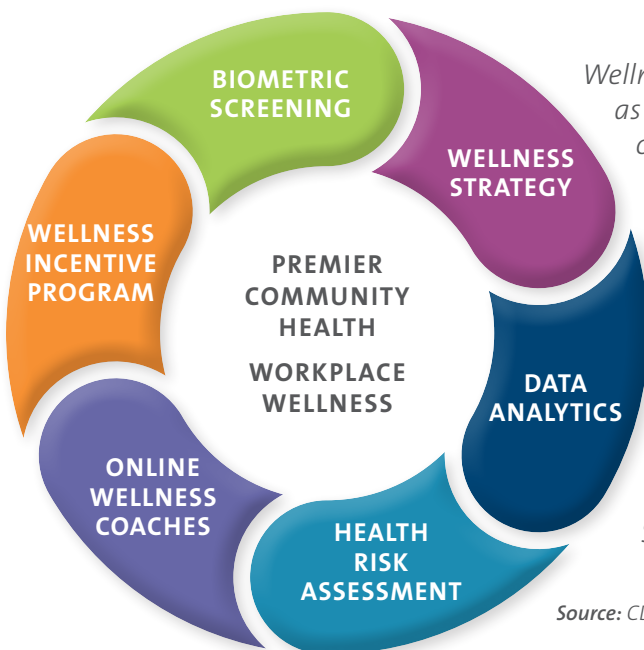 BIOMETRIC
SCREENING
WELLNESS
STRATEGY
DATA
ANALYTICS
HEALTH
RISK
ASSESSMENT
ONLINE
WELLNESS
COACHES
WELLNESS
INCENTIVE
PROGRAM
PREMIER
COMMUNITY
HEALTH
WORKPLACE
WELLNESS
as
Source: